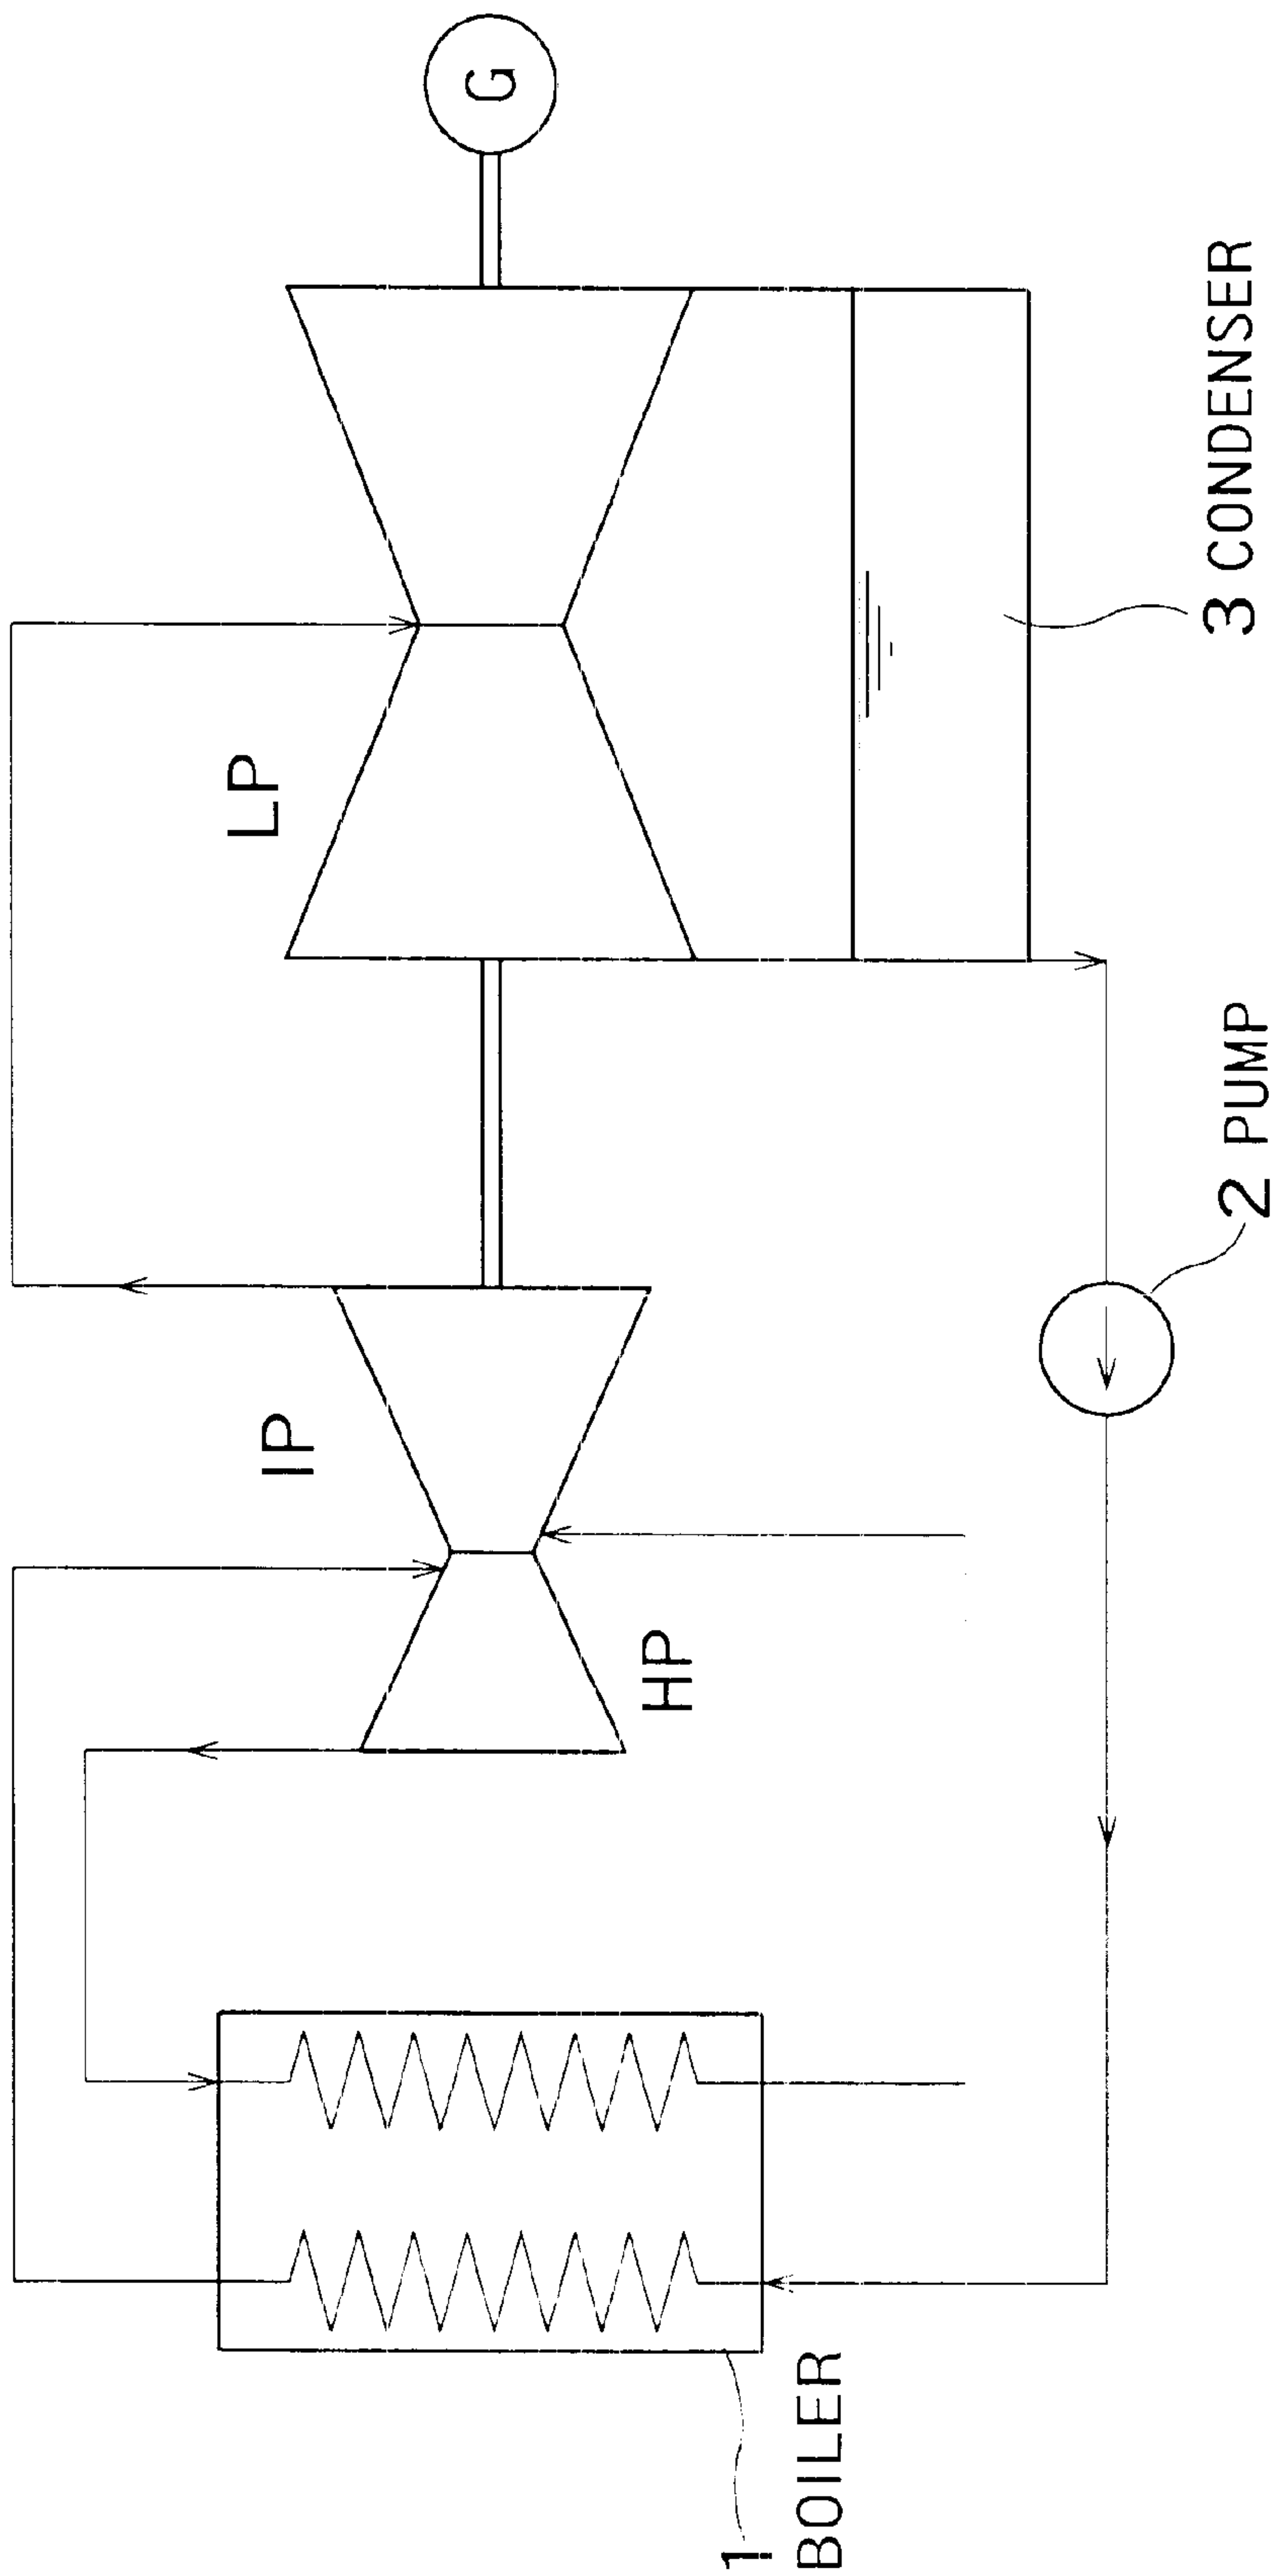 G
LP
IP
HP
3 CONDENSER
2 PUMP
1
BOILER